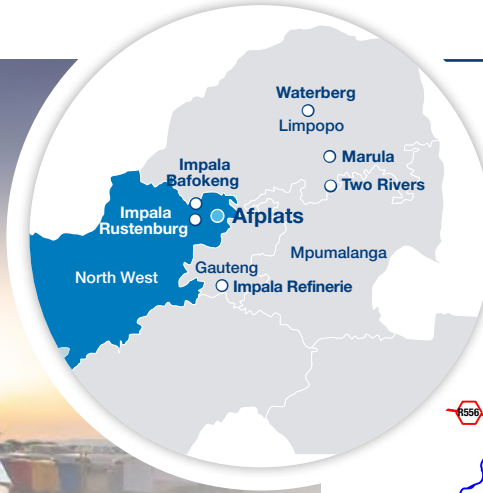 Waterberg
Limpopo
Marula
Impala
Bafokeng
Two Rivers
Impala
Rustenburg
Afplats
Mpumalanga
North West
Gauteng
Impala Refinerie
R556